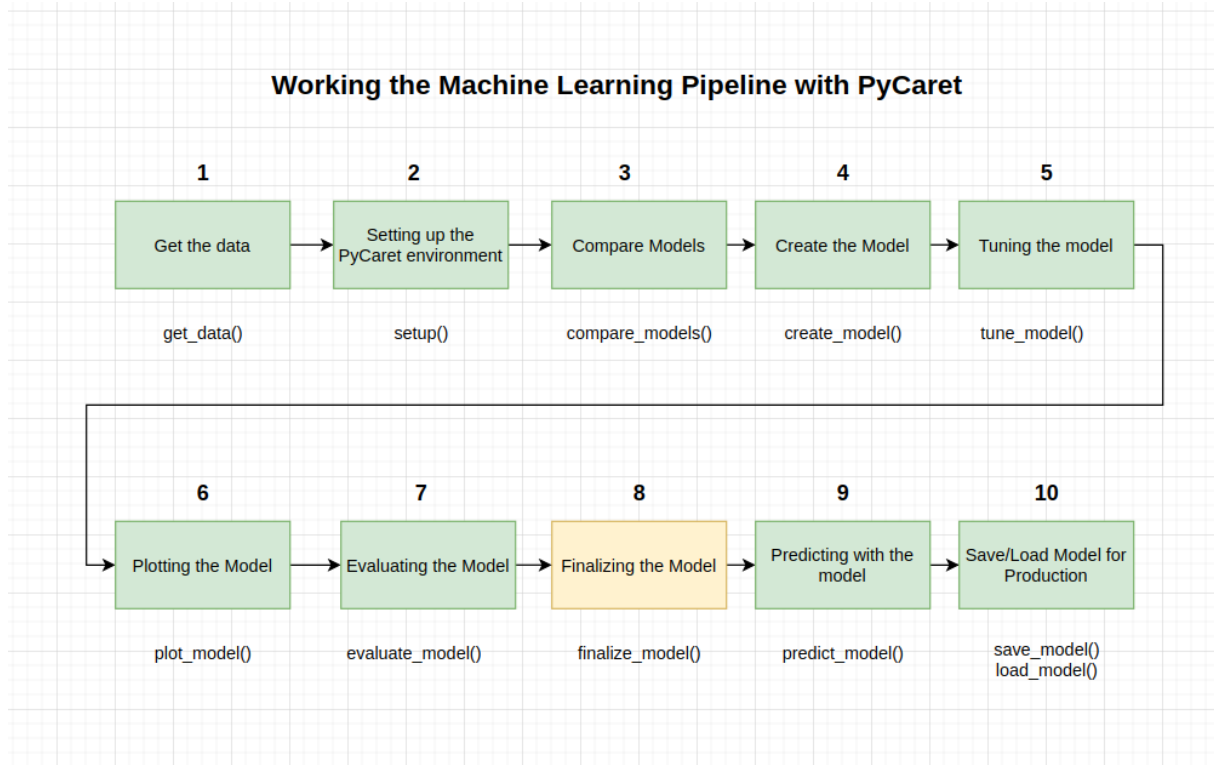 Working the Machine Learning Pipeline with PyCaret
1
2
3
4
5
Get the data
Setting up the
PyCaret environment
Compare Models
Create the Model
Tuning the model
get_data()
setup()
compare_models()
create_model()
tune_model()
6
7
8
9
10
Plotting the Model
Evaluating the Model
Finalizing the Model
Predicting with the
model
Save/Load Model for
Production
plot_model()
evaluate_model()
finalize_model()
predict_model()
save_model()
load_model()